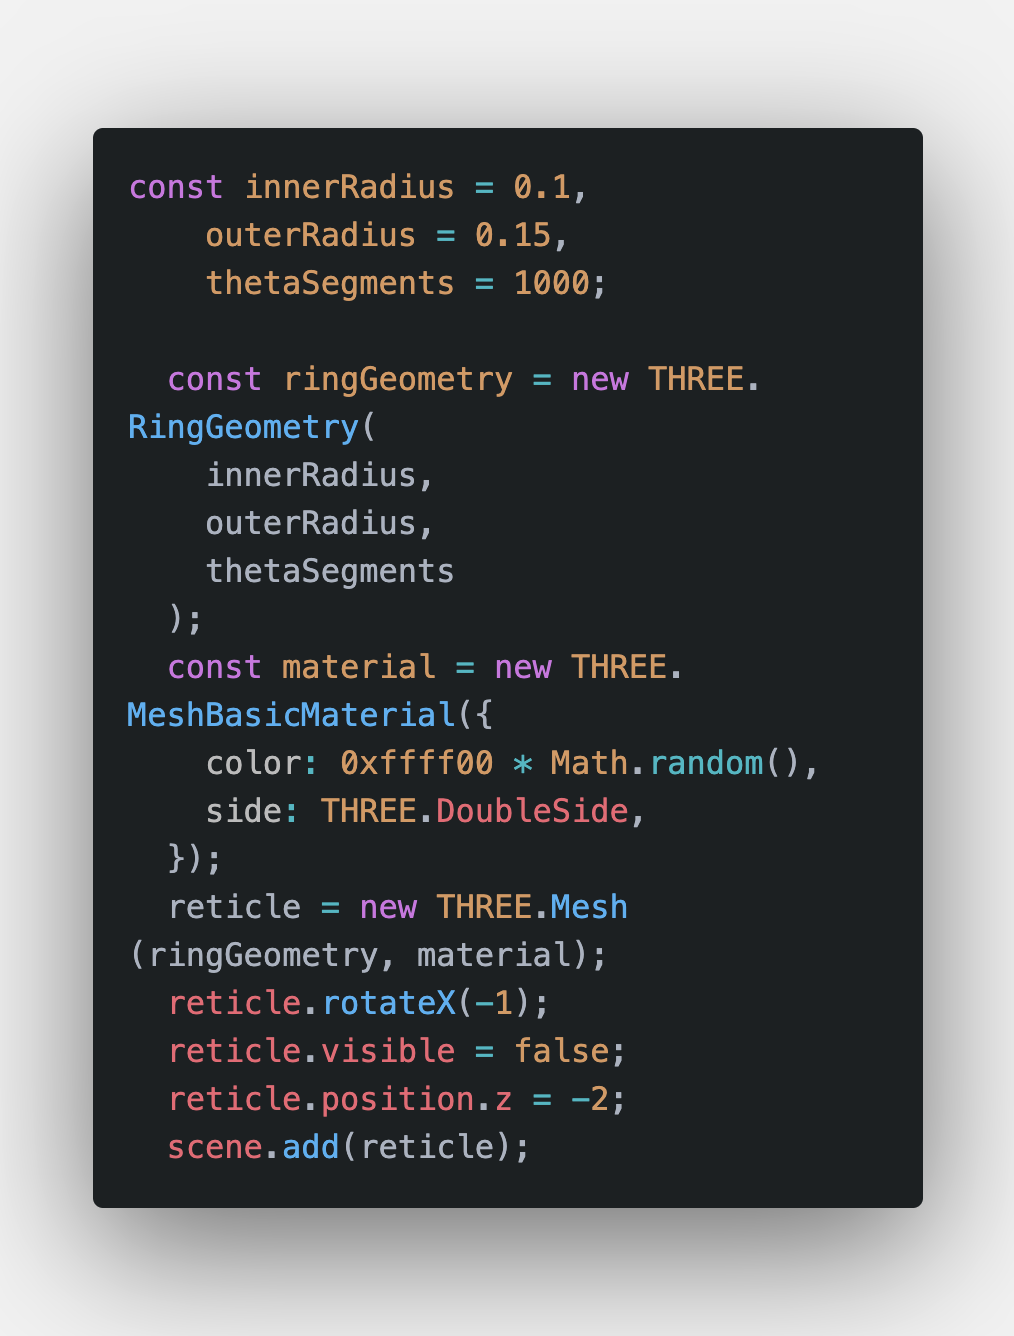 const innerRadius = 0.1,
    outerRadius = 0.15,
    thetaSegments = 1000;

  const ringGeometry = new THREE.
RingGeometry(
    innerRadius,
    outerRadius,
    thetaSegments
  );
  const material = new THREE.
MeshBasicMaterial({
    color: 0xffff00 * Math.random(),
    side: THREE.DoubleSide,
  });
  reticle = new THREE.Mesh
(ringGeometry, material);
  reticle.rotateX(-1);
  reticle.visible = false;
  reticle.position.z = -2;
  scene.add(reticle);